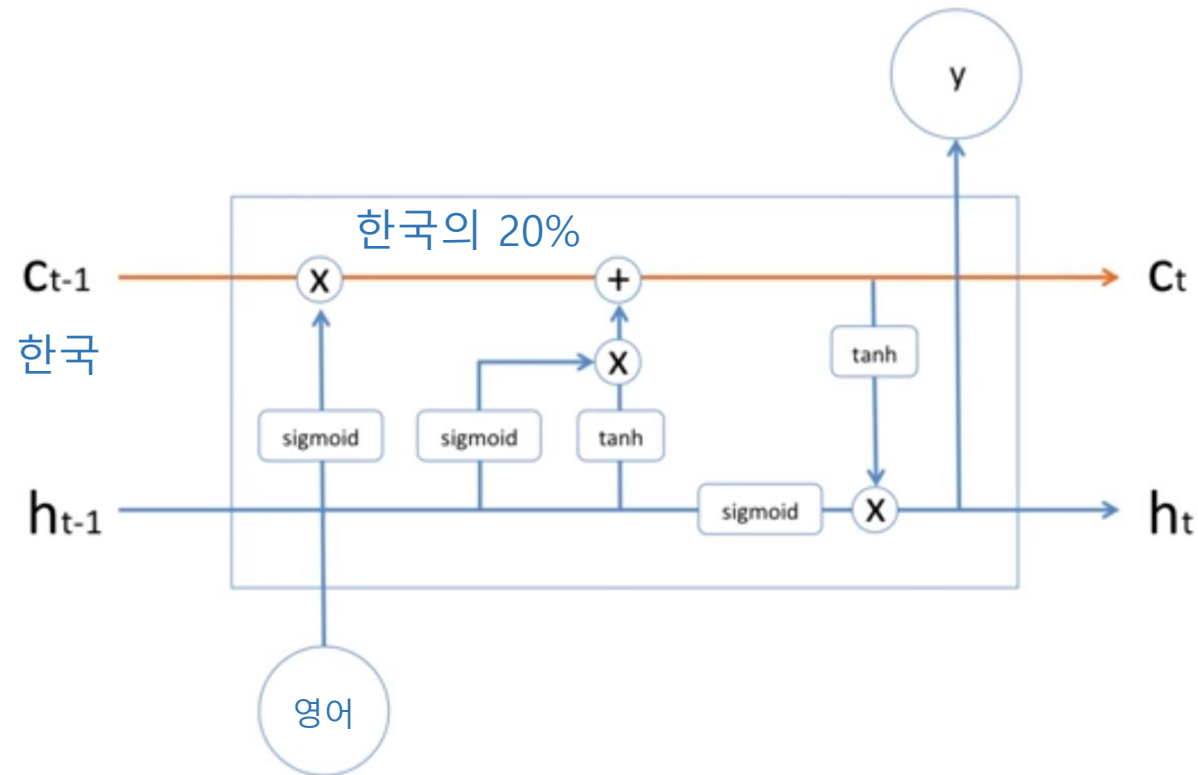 y
한국의 20%
Ct-1
x
+
Ct
한국
x
tanh
sigmoid
sigmoid
tanh
ht-1
sigmoid
x
ht
영어